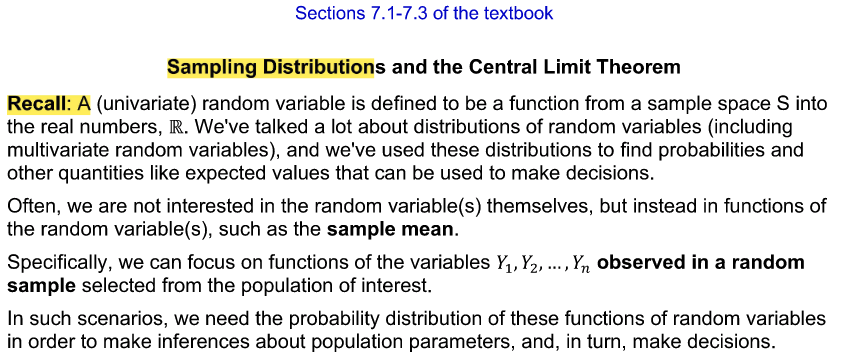 Sections 7.1-7.3 of the textbook
Sampling Distributions and the Central Limit Theorem
Recall: A (univariate) random variable is defined to be a function from a sample space S into
the real numbers, ℝ. We've talked a lot about distributions of random variables (including
multivariate random variables), and we've used these distributions to find probabilities and
other quantities like expected values that can be used to make decisions.
Often, we are not interested in the random variable(s) themselves, but instead in functions of
the random variable(s), such as the sample mean.
Specifically, we can focus on functions of the variables Y₁, Y₂, ... , Yₙ observed in a random
sample selected from the population of interest.
In such scenarios, we need the probability distribution of these functions of random variables
in order to make inferences about population parameters, and, in turn, make decisions.